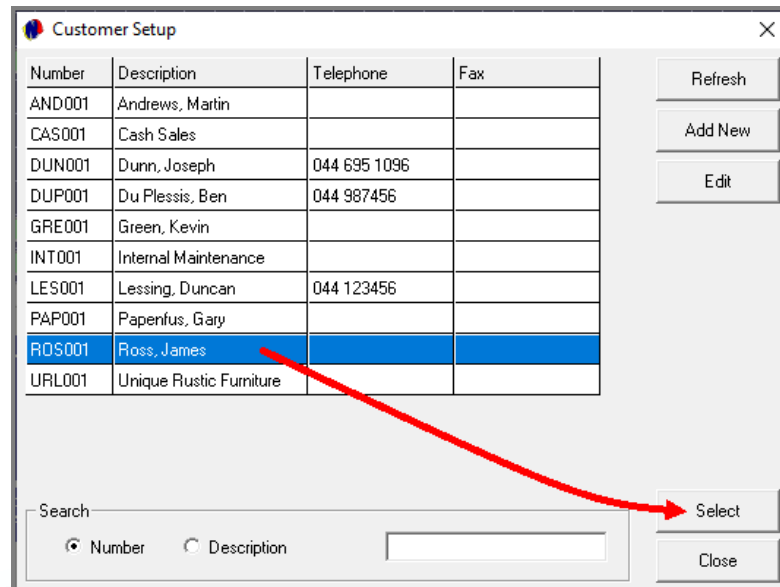 Customer Setup
Number Description Telephone Fax
AND001 Andrews, Martin
CAS001 Cash Sales
DUN001 Dunn, Joseph 044 695 1096
DUP001 Du Plessis, Ben 044 987456
GRE001 Green, Kevin
INT001 Internal Maintenance
LES001 Lessing, Duncan 044 123456
PAP001 Papenfus, Gary
ROS001 Ross, James
URL001 Unique Rustic Furniture
Refresh
Add New
Edit
Search
Number Description
Select
Close